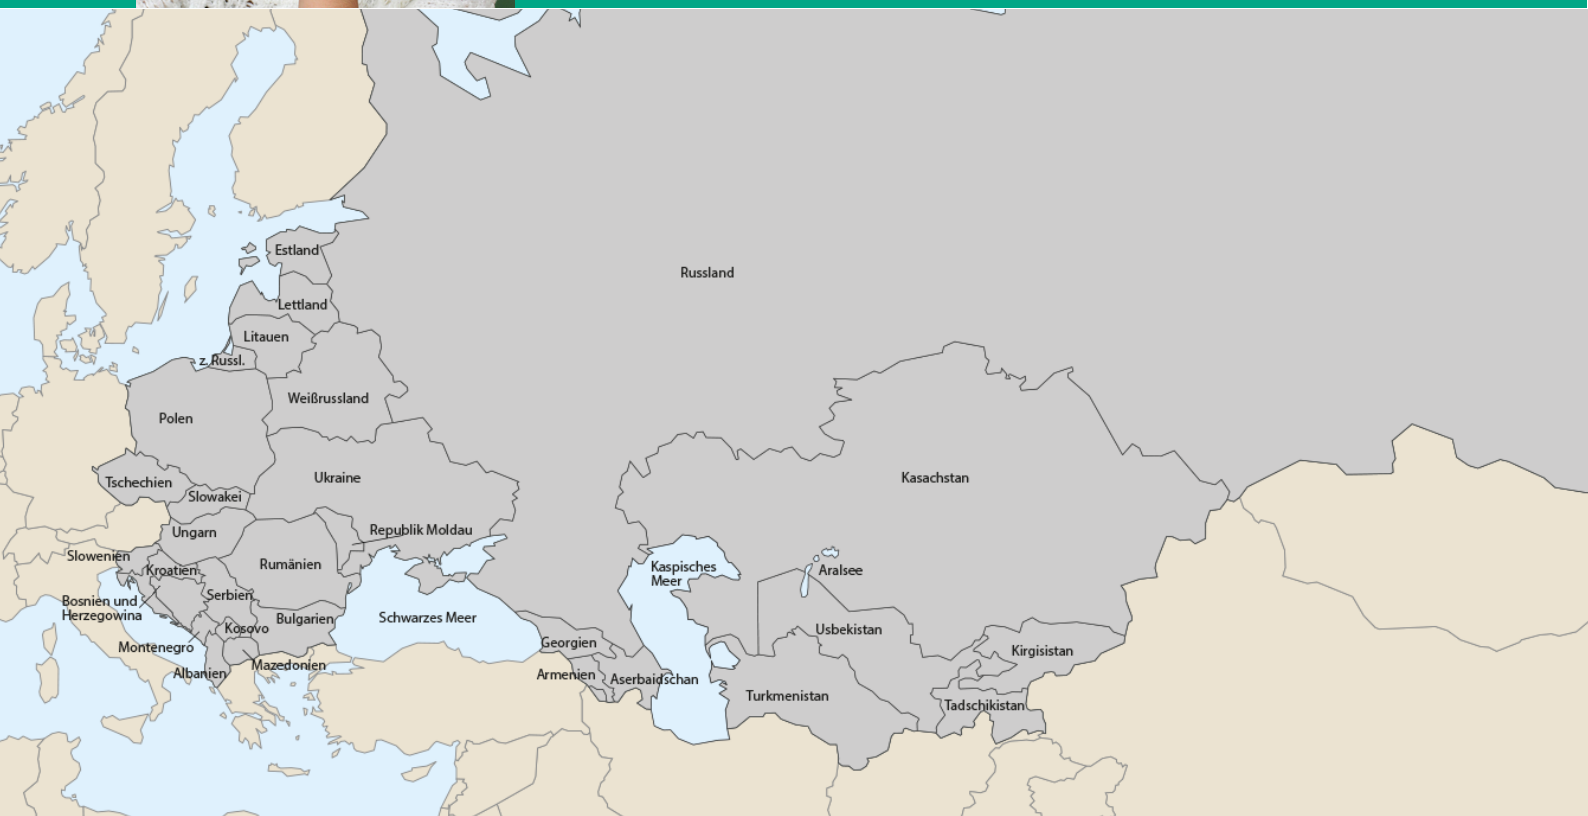 Estland
Russland
Lettland
Litauen
z. Russl.
Weißrussland
Polen
Tschechien
Ukraine
Kasachstan
Slowakei
Ungarn
Republik Moldau
Slowenien
Rumänien
Kroatien
Kaspisches
Meer
Aralsee
Serbien
Bosnien und
Herzegowina
Bulgarien
Schwarzes Meer
Kosovo
Usbekistan
Georgien
Montenegro
Kirgisistan
Mazedonien
Albanien
Armenien
Aserbaidschan
Turkmenistan
Tadschikistan